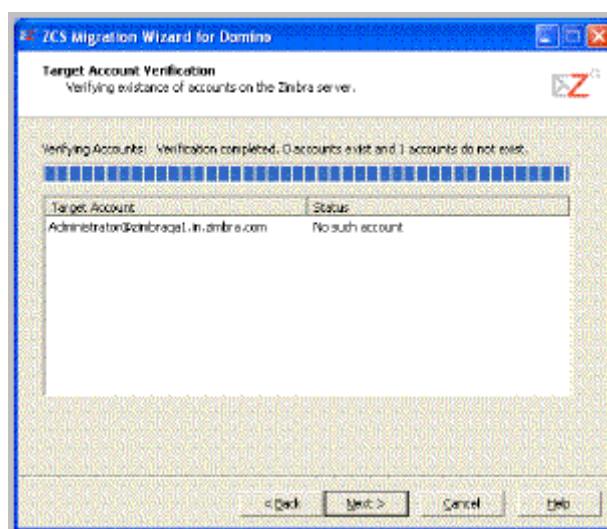 ZCS Migration Wizard for Domino
Target Account Verification
Verifying existance of accounts on the Zimbra server.
Verifying Accounts: Verification completed. 0 accounts exist and 1 accounts do not exist.
Target Account Status
Administrator@zimbraqa1.in.zimbra.com No such account
< Back Next > Cancel Help